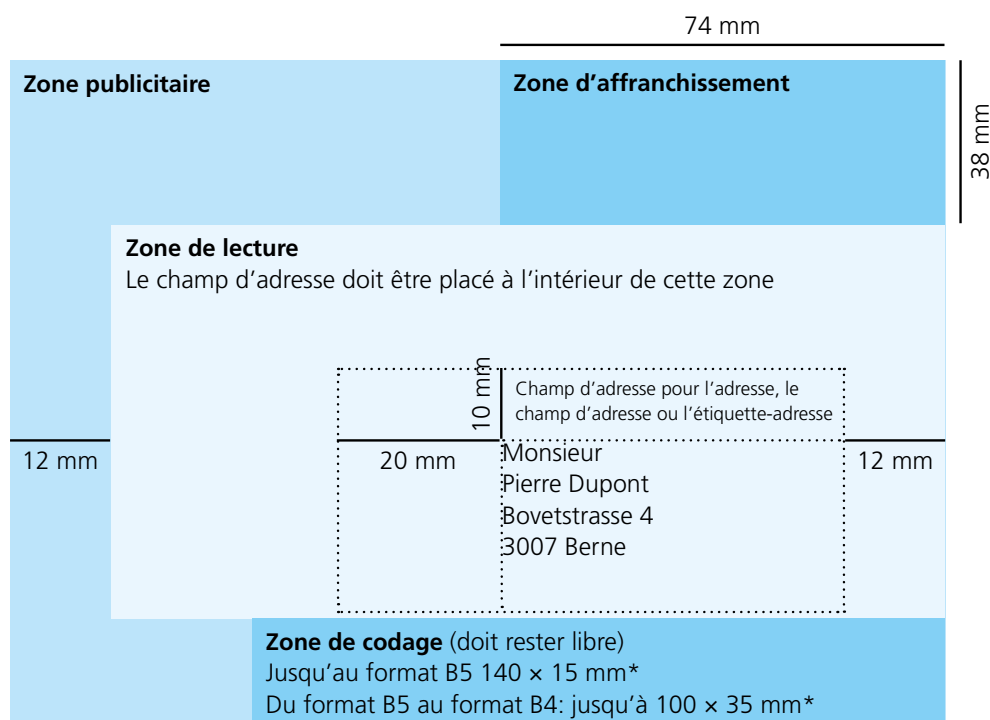 74 mm
Zone publicitaire
Zone d’affranchissement
38 mm
Zone de lecture
Le champ d’adresse doit être placé à l’intérieur de cette zone
10 mm
Champ d’adresse pour l’adresse, le
champ d’adresse ou l’étiquette-adresse
12 mm
20 mm
12 mm
Monsieur
Pierre Dupont
Bovetstrasse 4
3007 Berne
Zone de codage (doit rester libre)
Jusqu’au format B5 140 × 15 mm*
Du format B5 au format B4: jusqu’à 100 × 35 mm*